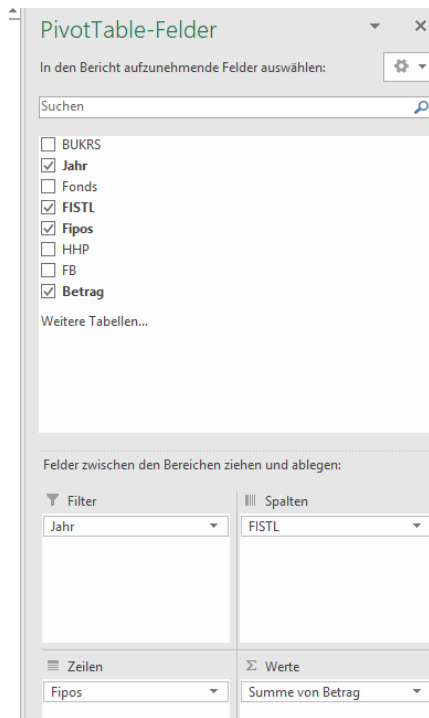 PivotTable-Felder
In den Bericht aufzunehmende Felder auswählen:
Suchen
BUKRS
Jahr
Fonds
FISTL
Fipos
HHP
FB
Betrag
Weitere Tabellen...
Felder zwischen den Bereichen ziehen und ablegen:
Filter
Jahr
Spalten
FISTL
Zeilen
Fipos
Σ Werte
Summe von Betrag